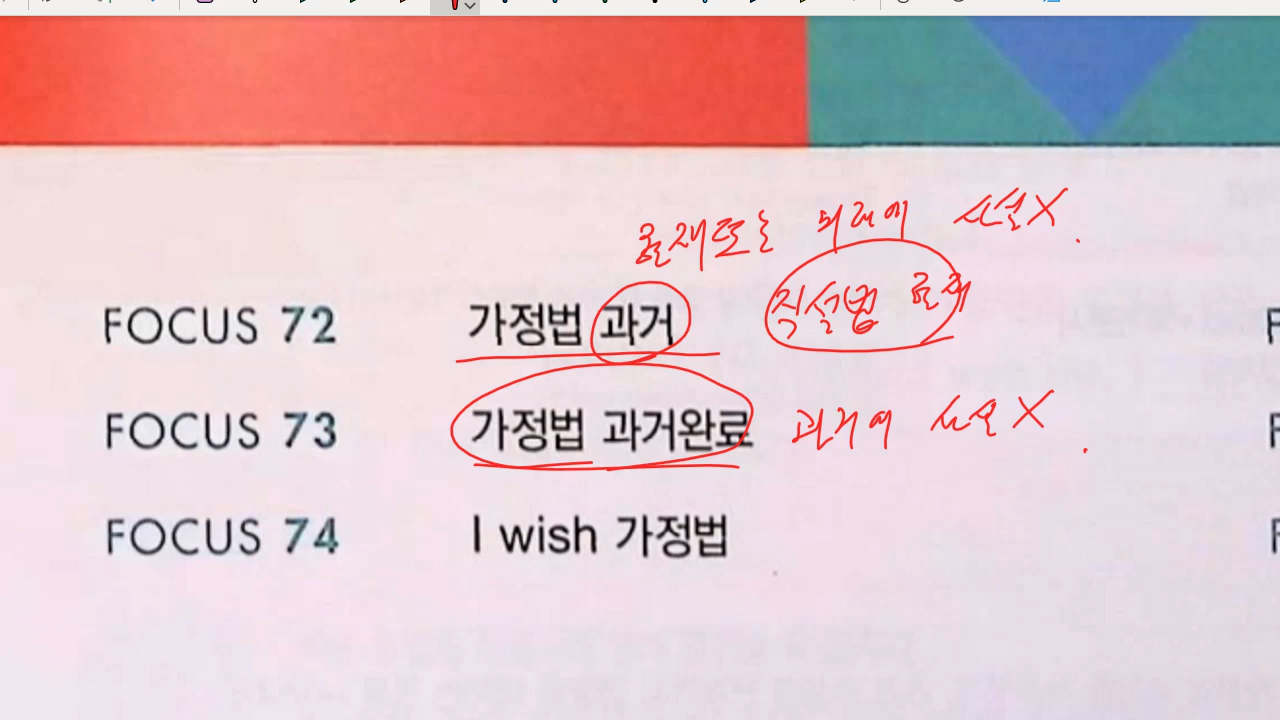 현재또는 미래에 사실X.
직설법
FOCUS 72 가정법 과거
FOCUS 73 가정법 과거완료 과거에 사실X.
FOCUS 74 I wish 가정법